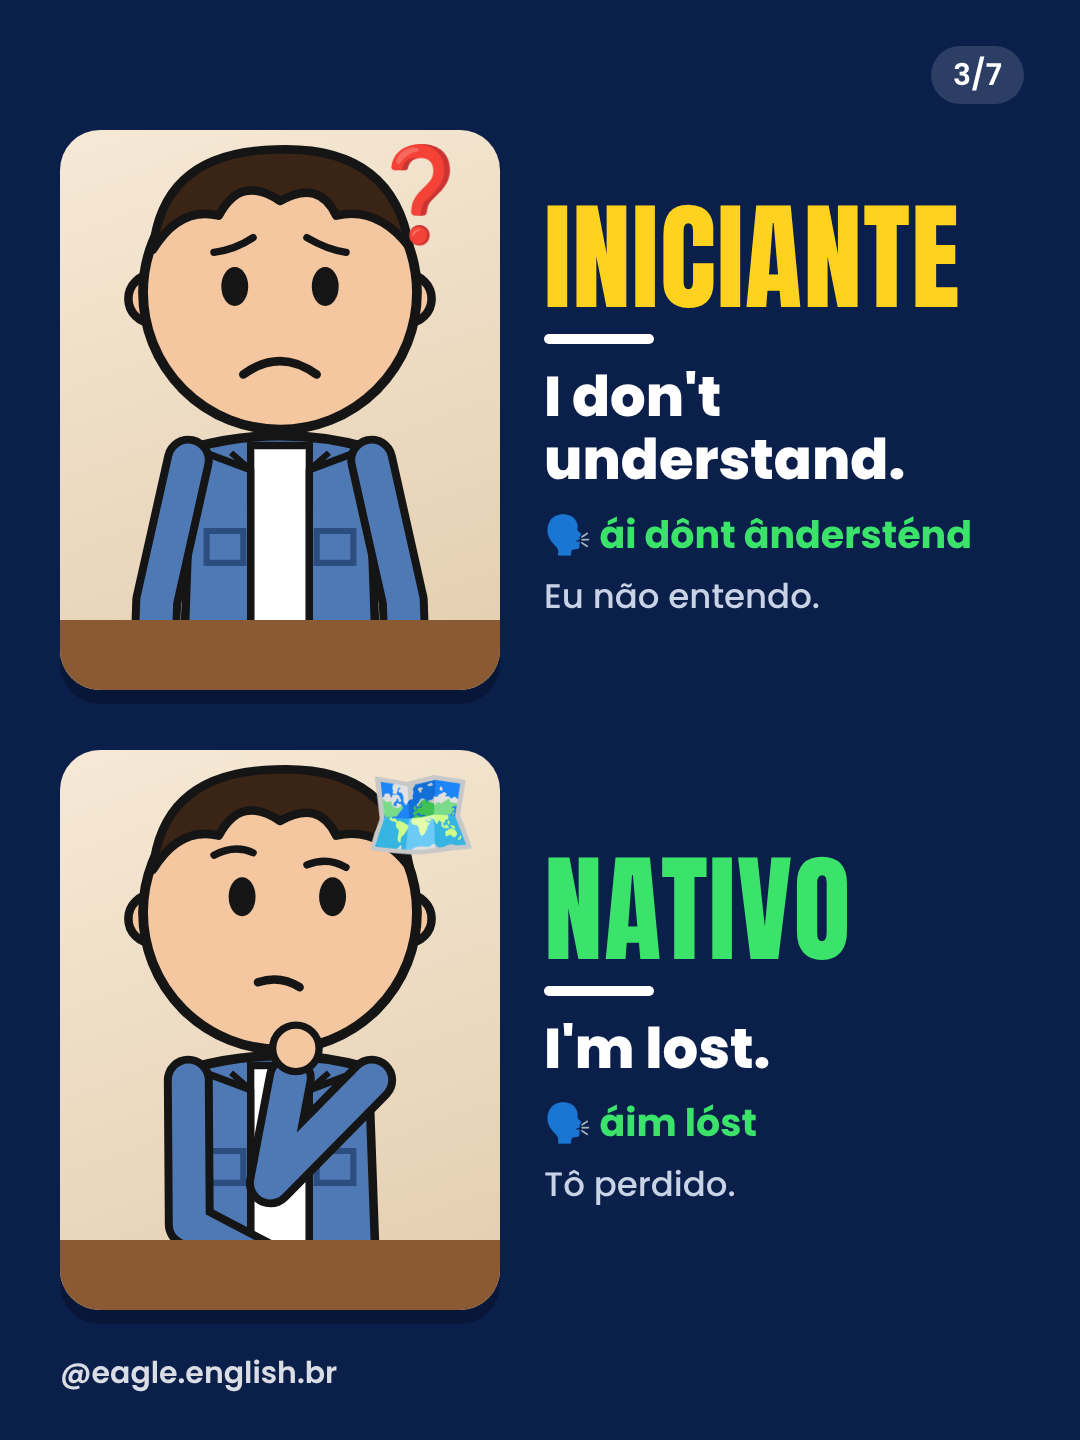 3/7
INICIANTE
I don't
understand.
🗣️ ái dônt ândersténd
Eu não entendo.
NATIVO
I'm lost.
🗣️ áim lóst
Tô perdido.
@eagle.english.br